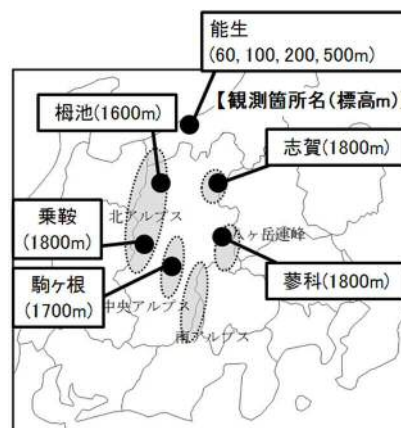 能生
(60, 100, 200, 500m)
【観測箇所名(標高m)】
栂池(1600m)
志賀(1800m)
北アルプス
乗鞍
(1800m)
八ヶ岳連峰
駒ヶ根
(1700m)
蓼科(1800m)
中央アルプス
南アルプス